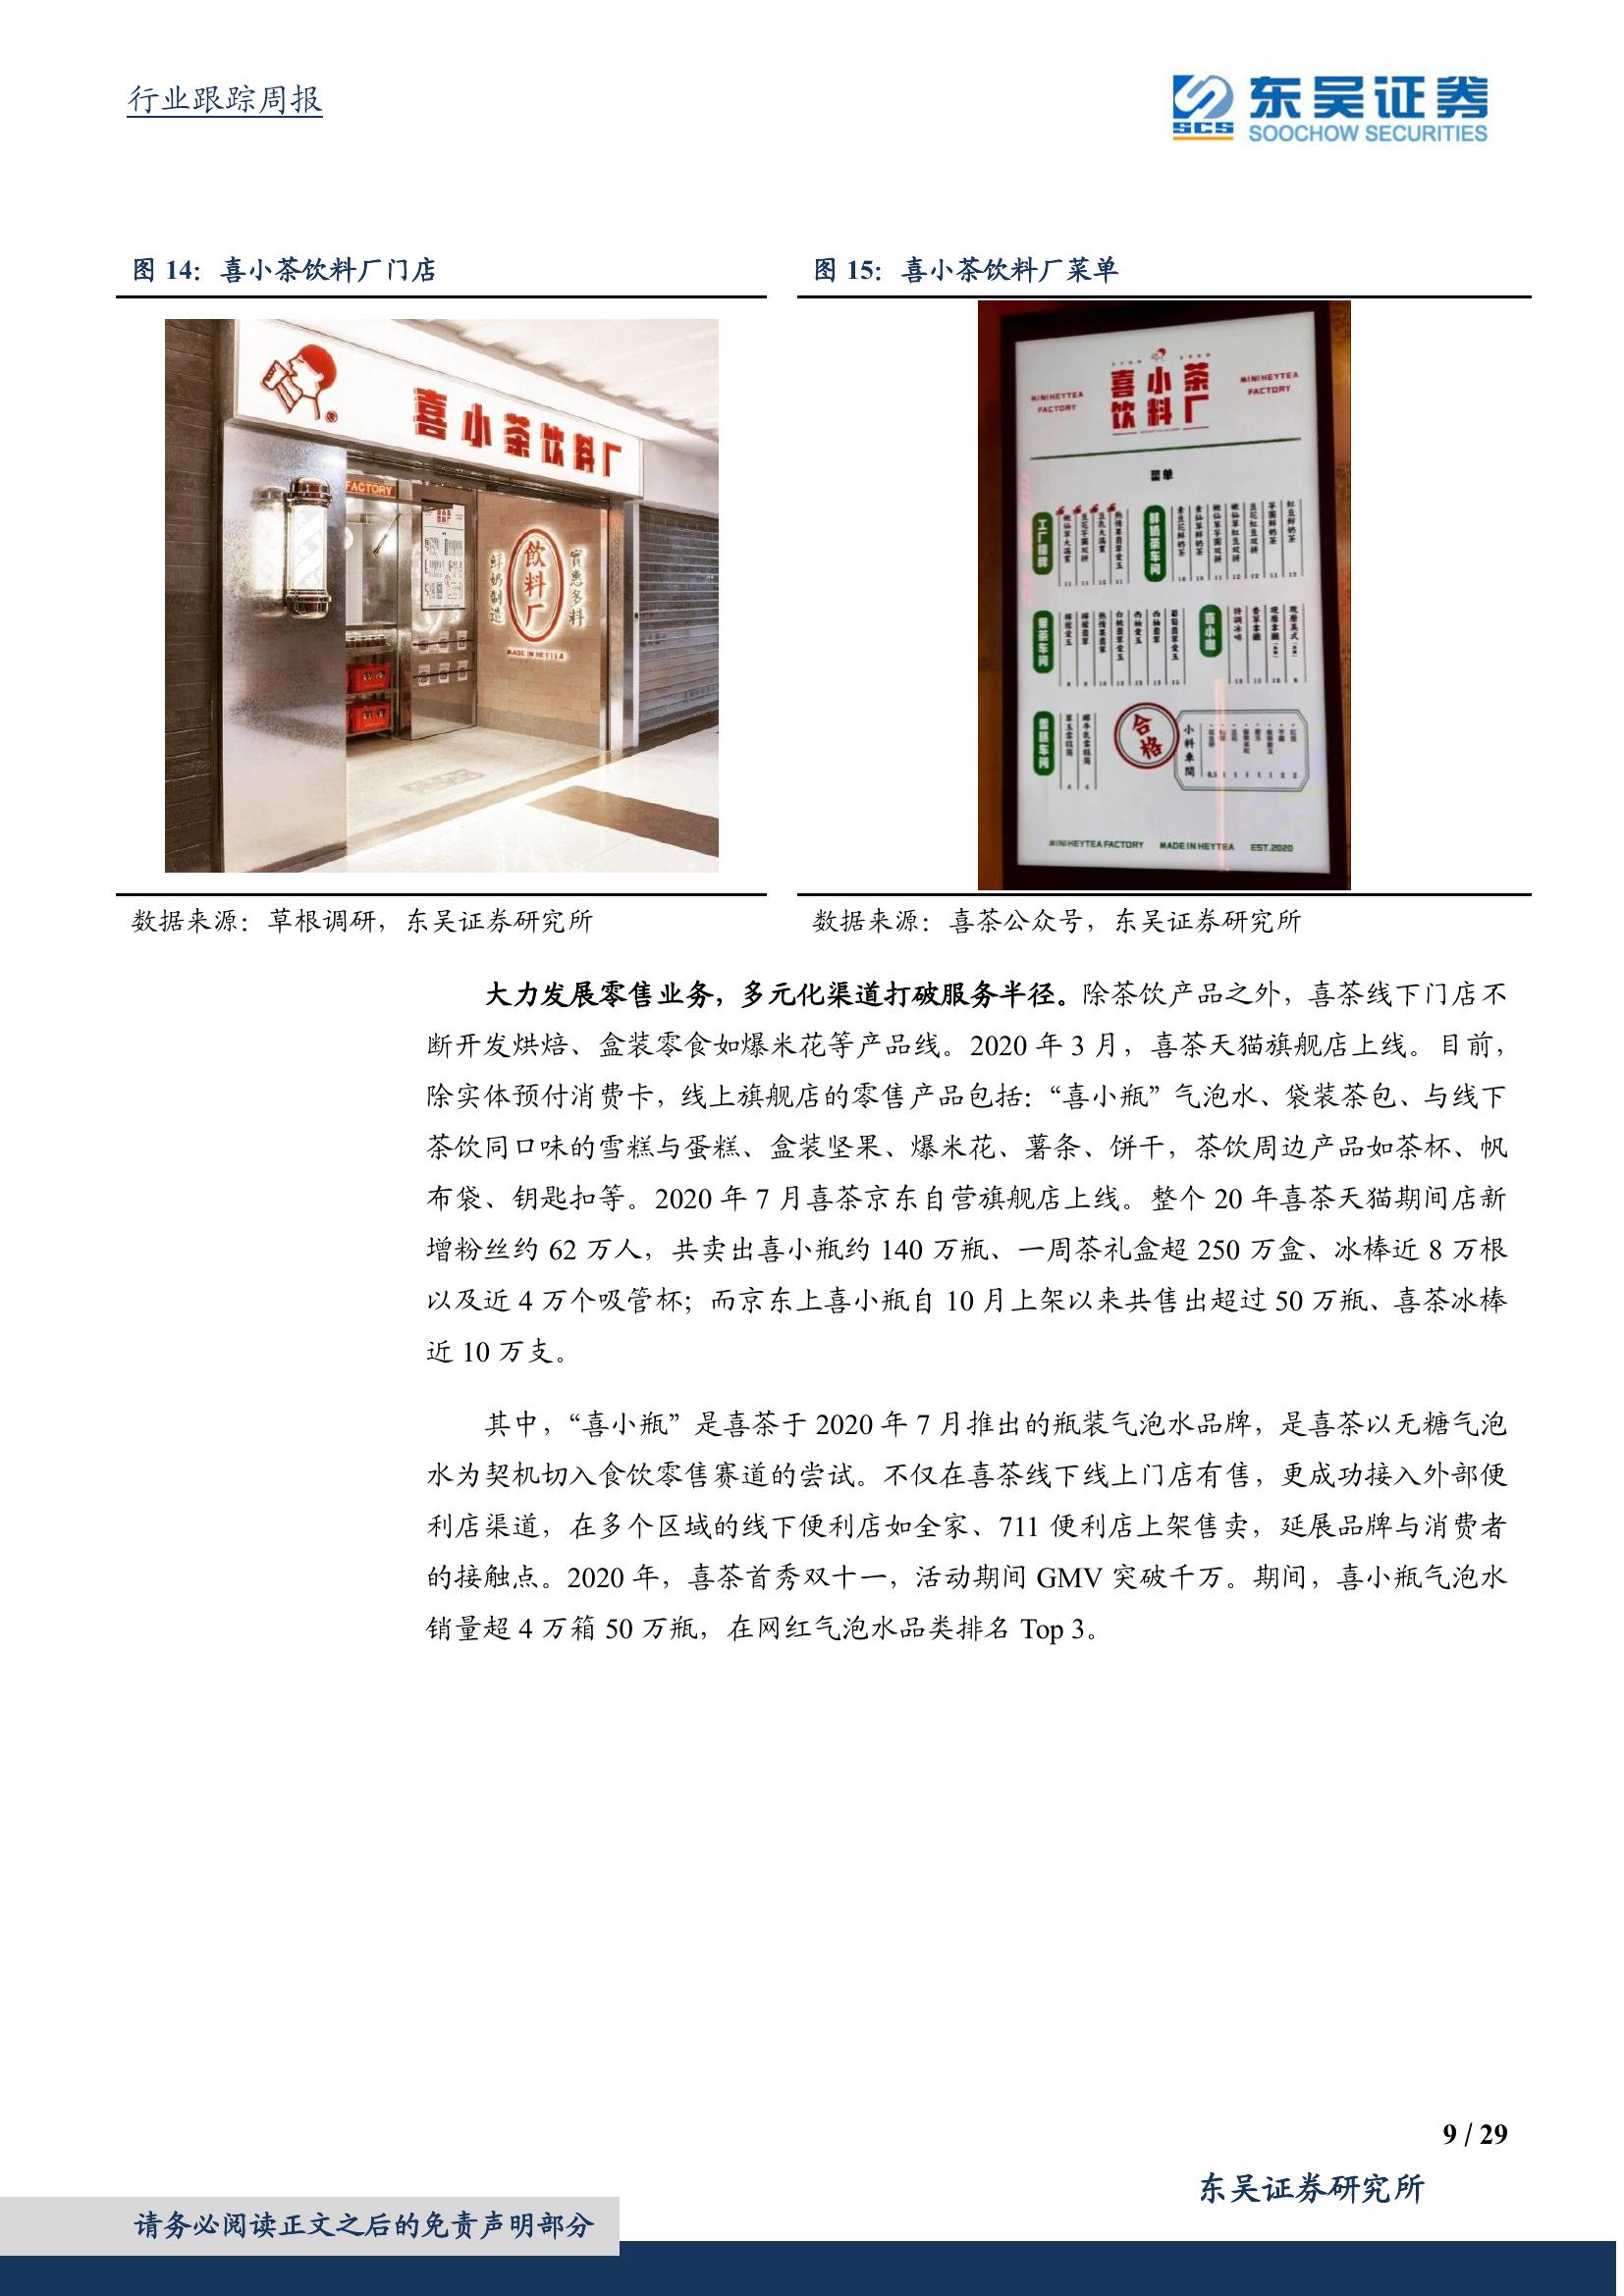 行业跟踪周报
东吴证券
SCS
SOOCHOW SECURITIES
图 14：喜小茶饮料厂门店
图 15：喜小茶饮料厂菜单
喜小茶饮料厂
FACTORY
飲料厂
鲜奶制造
實惠多料
MADE IN HEYTEA
MINIHEYTEA
FACTORY
喜小茶
饮料厂
MINIHEYTEA
FACTORY
菜单
合格
小料車間
MINIHEYTEA FACTORY MADE IN HEYTEA EST.2020
数据来源：草根调研，东吴证券研究所
数据来源：喜茶公众号，东吴证券研究所
大力发展零售业务，多元化渠道打破服务半径。除茶饮产品之外，喜茶线下门店不
断开发烘焙、盒装零食如爆米花等产品线。2020 年 3 月，喜茶天猫旗舰店上线。目前，
除实体预付消费卡，线上旗舰店的零售产品包括：“喜小瓶”气泡水、袋装茶包、与线下
茶饮同口味的雪糕与蛋糕、盒装坚果、爆米花、薯条、饼干，茶饮周边产品如茶杯、帆
布袋、钥匙扣等。2020 年 7 月喜茶京东自营旗舰店上线。整个 20 年喜茶天猫期间店新
增粉丝约 62 万人，共卖出喜小瓶约 140 万瓶、一周茶礼盒超 250 万盒、冰棒近 8 万根
以及近 4 万个吸管杯；而京东上喜小瓶自 10 月上架以来共售出超过 50 万瓶、喜茶冰棒
近 10 万支。
其中，“喜小瓶”是喜茶于 2020 年 7 月推出的瓶装气泡水品牌，是喜茶以无糖气泡
水为契机切入食饮零售赛道的尝试。不仅在喜茶线下线上门店有售，更成功接入外部便
利店渠道，在多个区域的线下便利店如全家、711 便利店上架售卖，延展品牌与消费者
的接触点。2020 年，喜茶首秀双十一，活动期间 GMV 突破千万。期间，喜小瓶气泡水
销量超 4 万箱 50 万瓶，在网红气泡水品类排名 Top 3。
9 / 29
东吴证券研究所
请务必阅读正文之后的免责声明部分